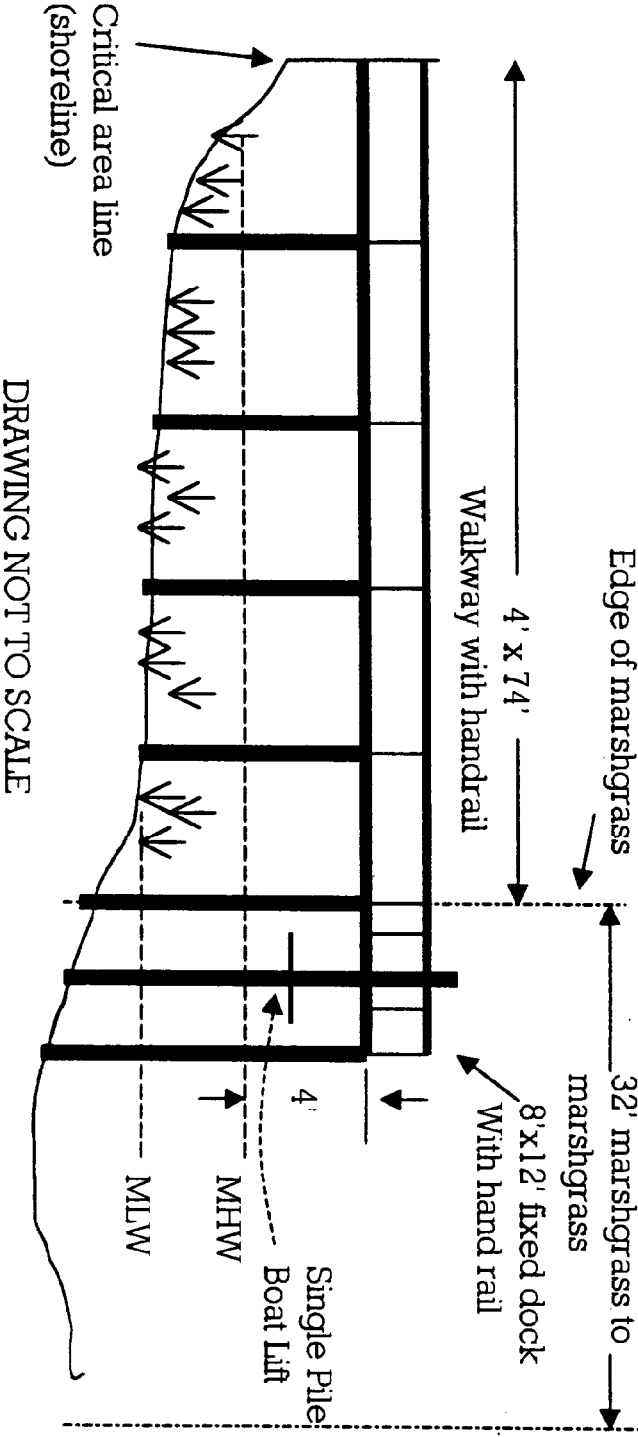 Edge of marshgrass
32' marshgrass to
marshgrass
4' x 74'
Walkway with handrail
8'x12' fixed dock
With hand rail
4'
Single Pile
Boat Lift
MHW
MLW
Critical area line
(shoreline)
DRAWING NOT TO SCALE